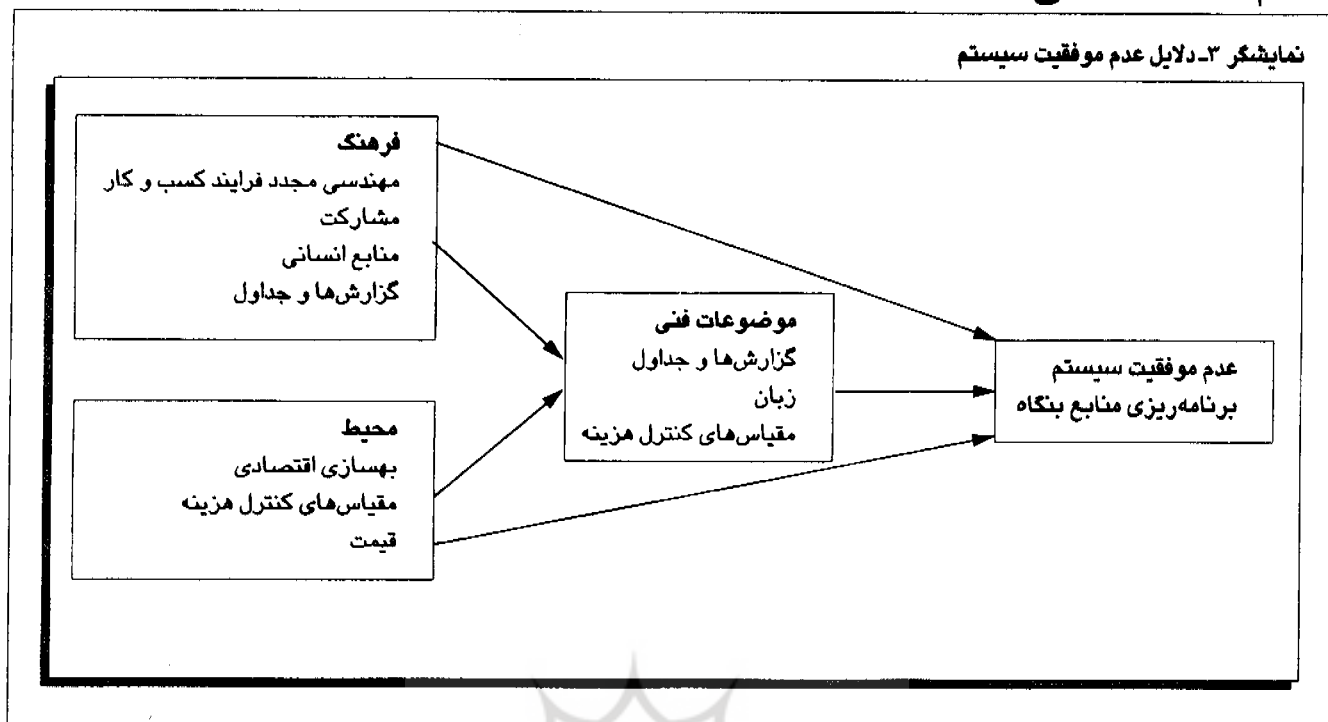 نمایشگر ۳ـ دلایل عدم موفقیت سیستم
فرهنگ
مهندسی مجدد فرایند کسب و کار
مشارکت
منابع انسانی
گزارش‌ها و جداول
محیط
بهسازی اقتصادی
مقیاس‌های کنترل هزینه
قیمت
موضوعات فنی
گزارش‌ها و جداول
زبان
مقیاس‌های کنترل هزینه
عدم موفقیت سیستم
برنامه‌ریزی منابع بنگاه